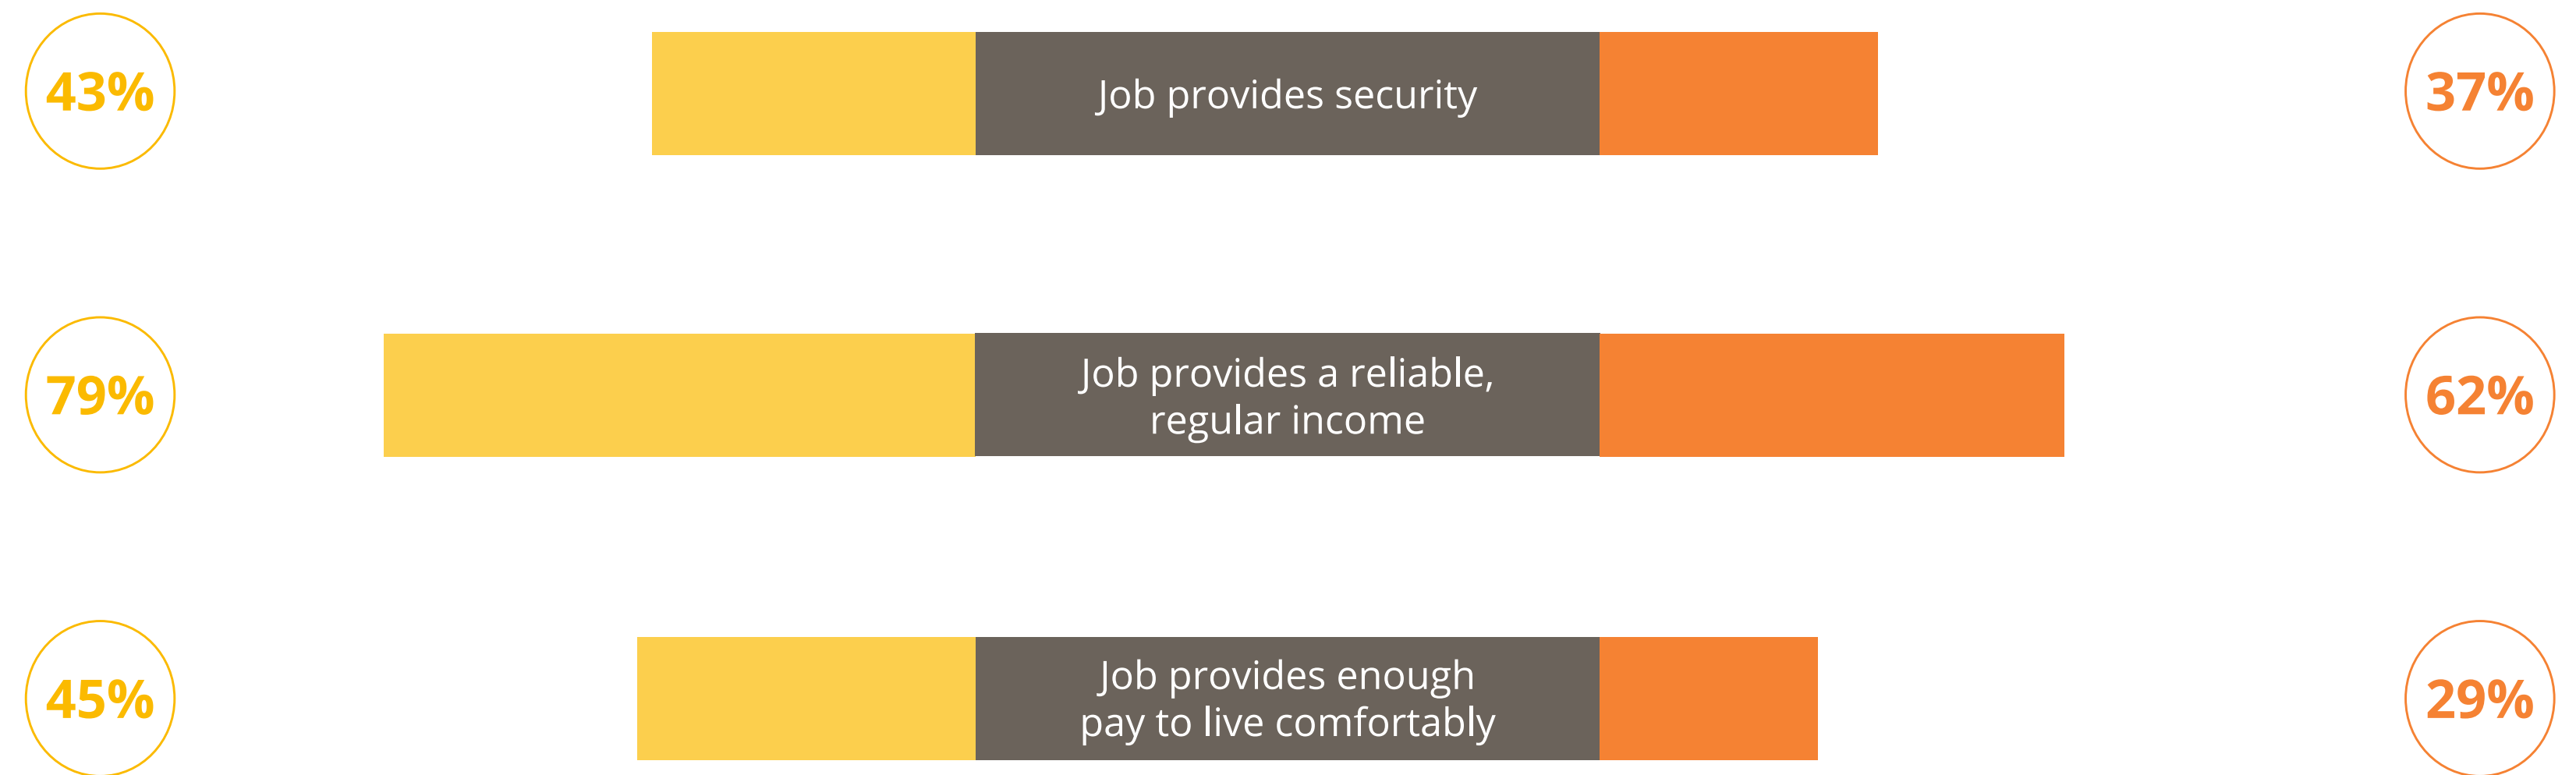 43%
Job provides security
37%
79%
Job provides a reliable,
regular income
62%
45%
Job provides enough
pay to live comfortably
29%